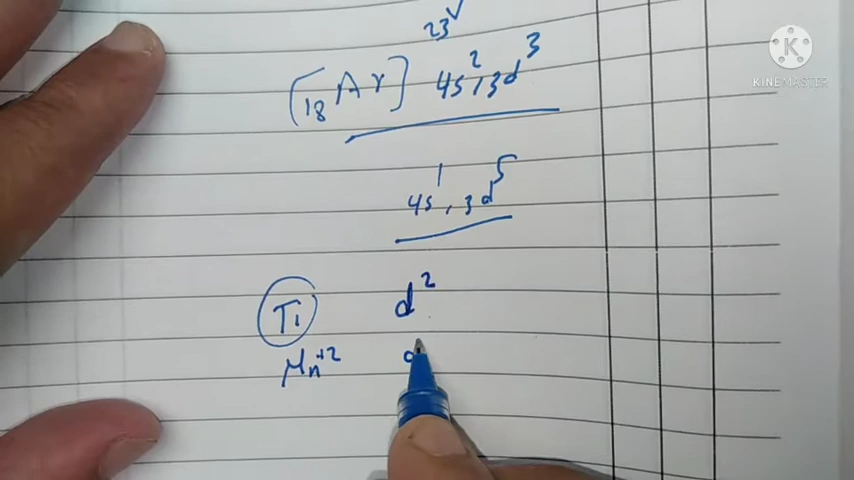 23V
[18Ar] 4s2, 3d3
4s1, 3d5
Ti d2
Mn+2 d
K
KINEMASTER